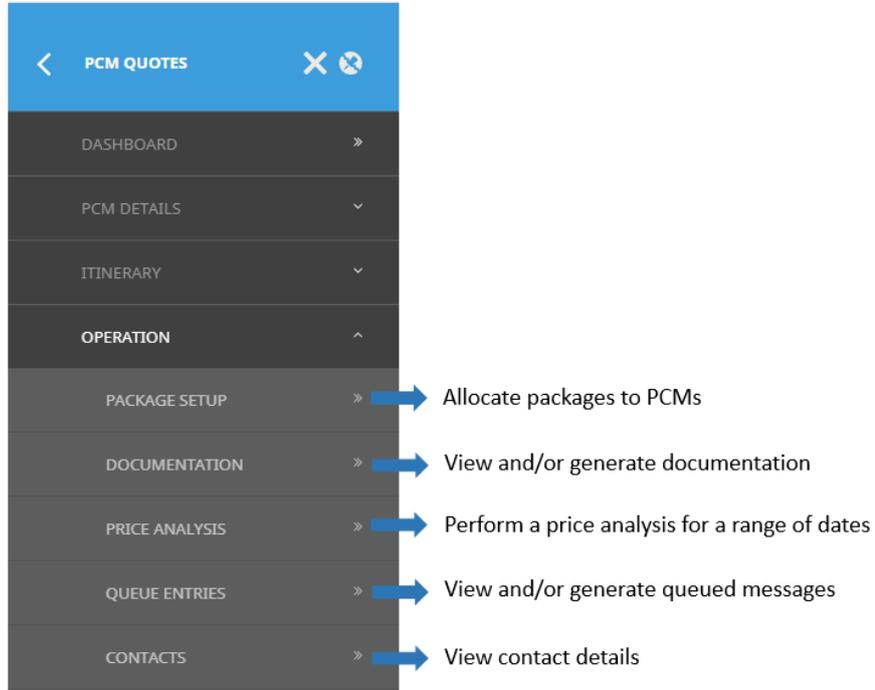 PCM QUOTES
DASHBOARD
PCM DETAILS
ITINERARY
OPERATION
PACKAGE SETUP Allocate packages to PCMs
DOCUMENTATION View and/or generate documentation
PRICE ANALYSIS Perform a price analysis for a range of dates
QUEUE ENTRIES View and/or generate queued messages
CONTACTS View contact details